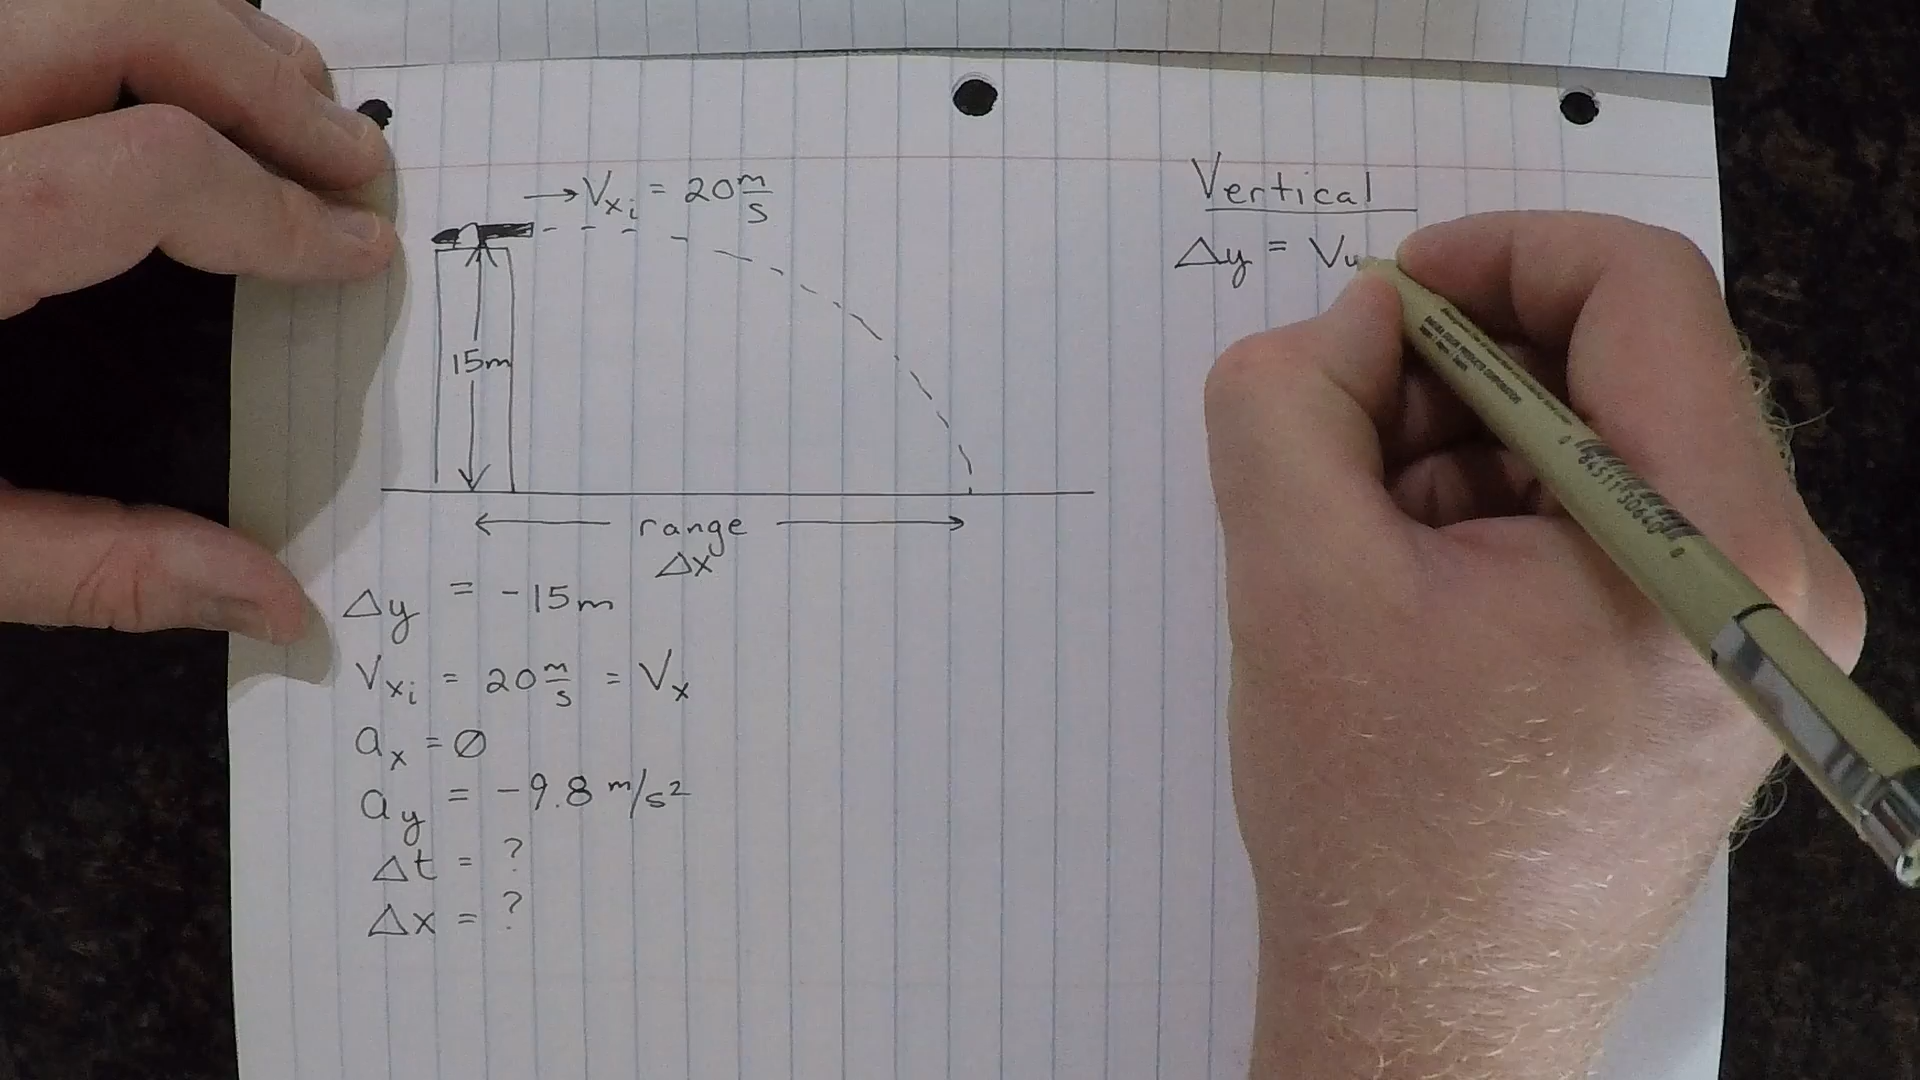 → Vxi = 20 m/s
15m
range
Δx
Δy = -15m
Vxi = 20 m/s = Vx
ax = Ø
ay = -9.8 m/s²
Δt = ?
Δx = ?
Vertical
Δy = Vy